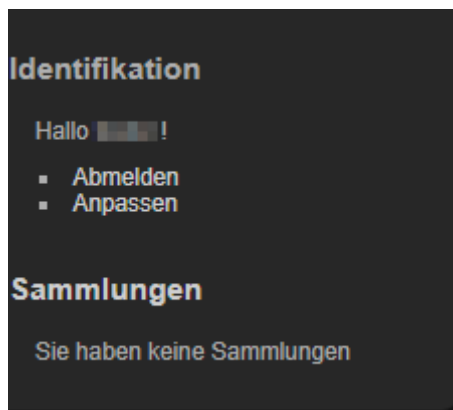 Identifikation
Hallo !
Abmelden
Anpassen
Sammlungen
Sie haben keine Sammlungen